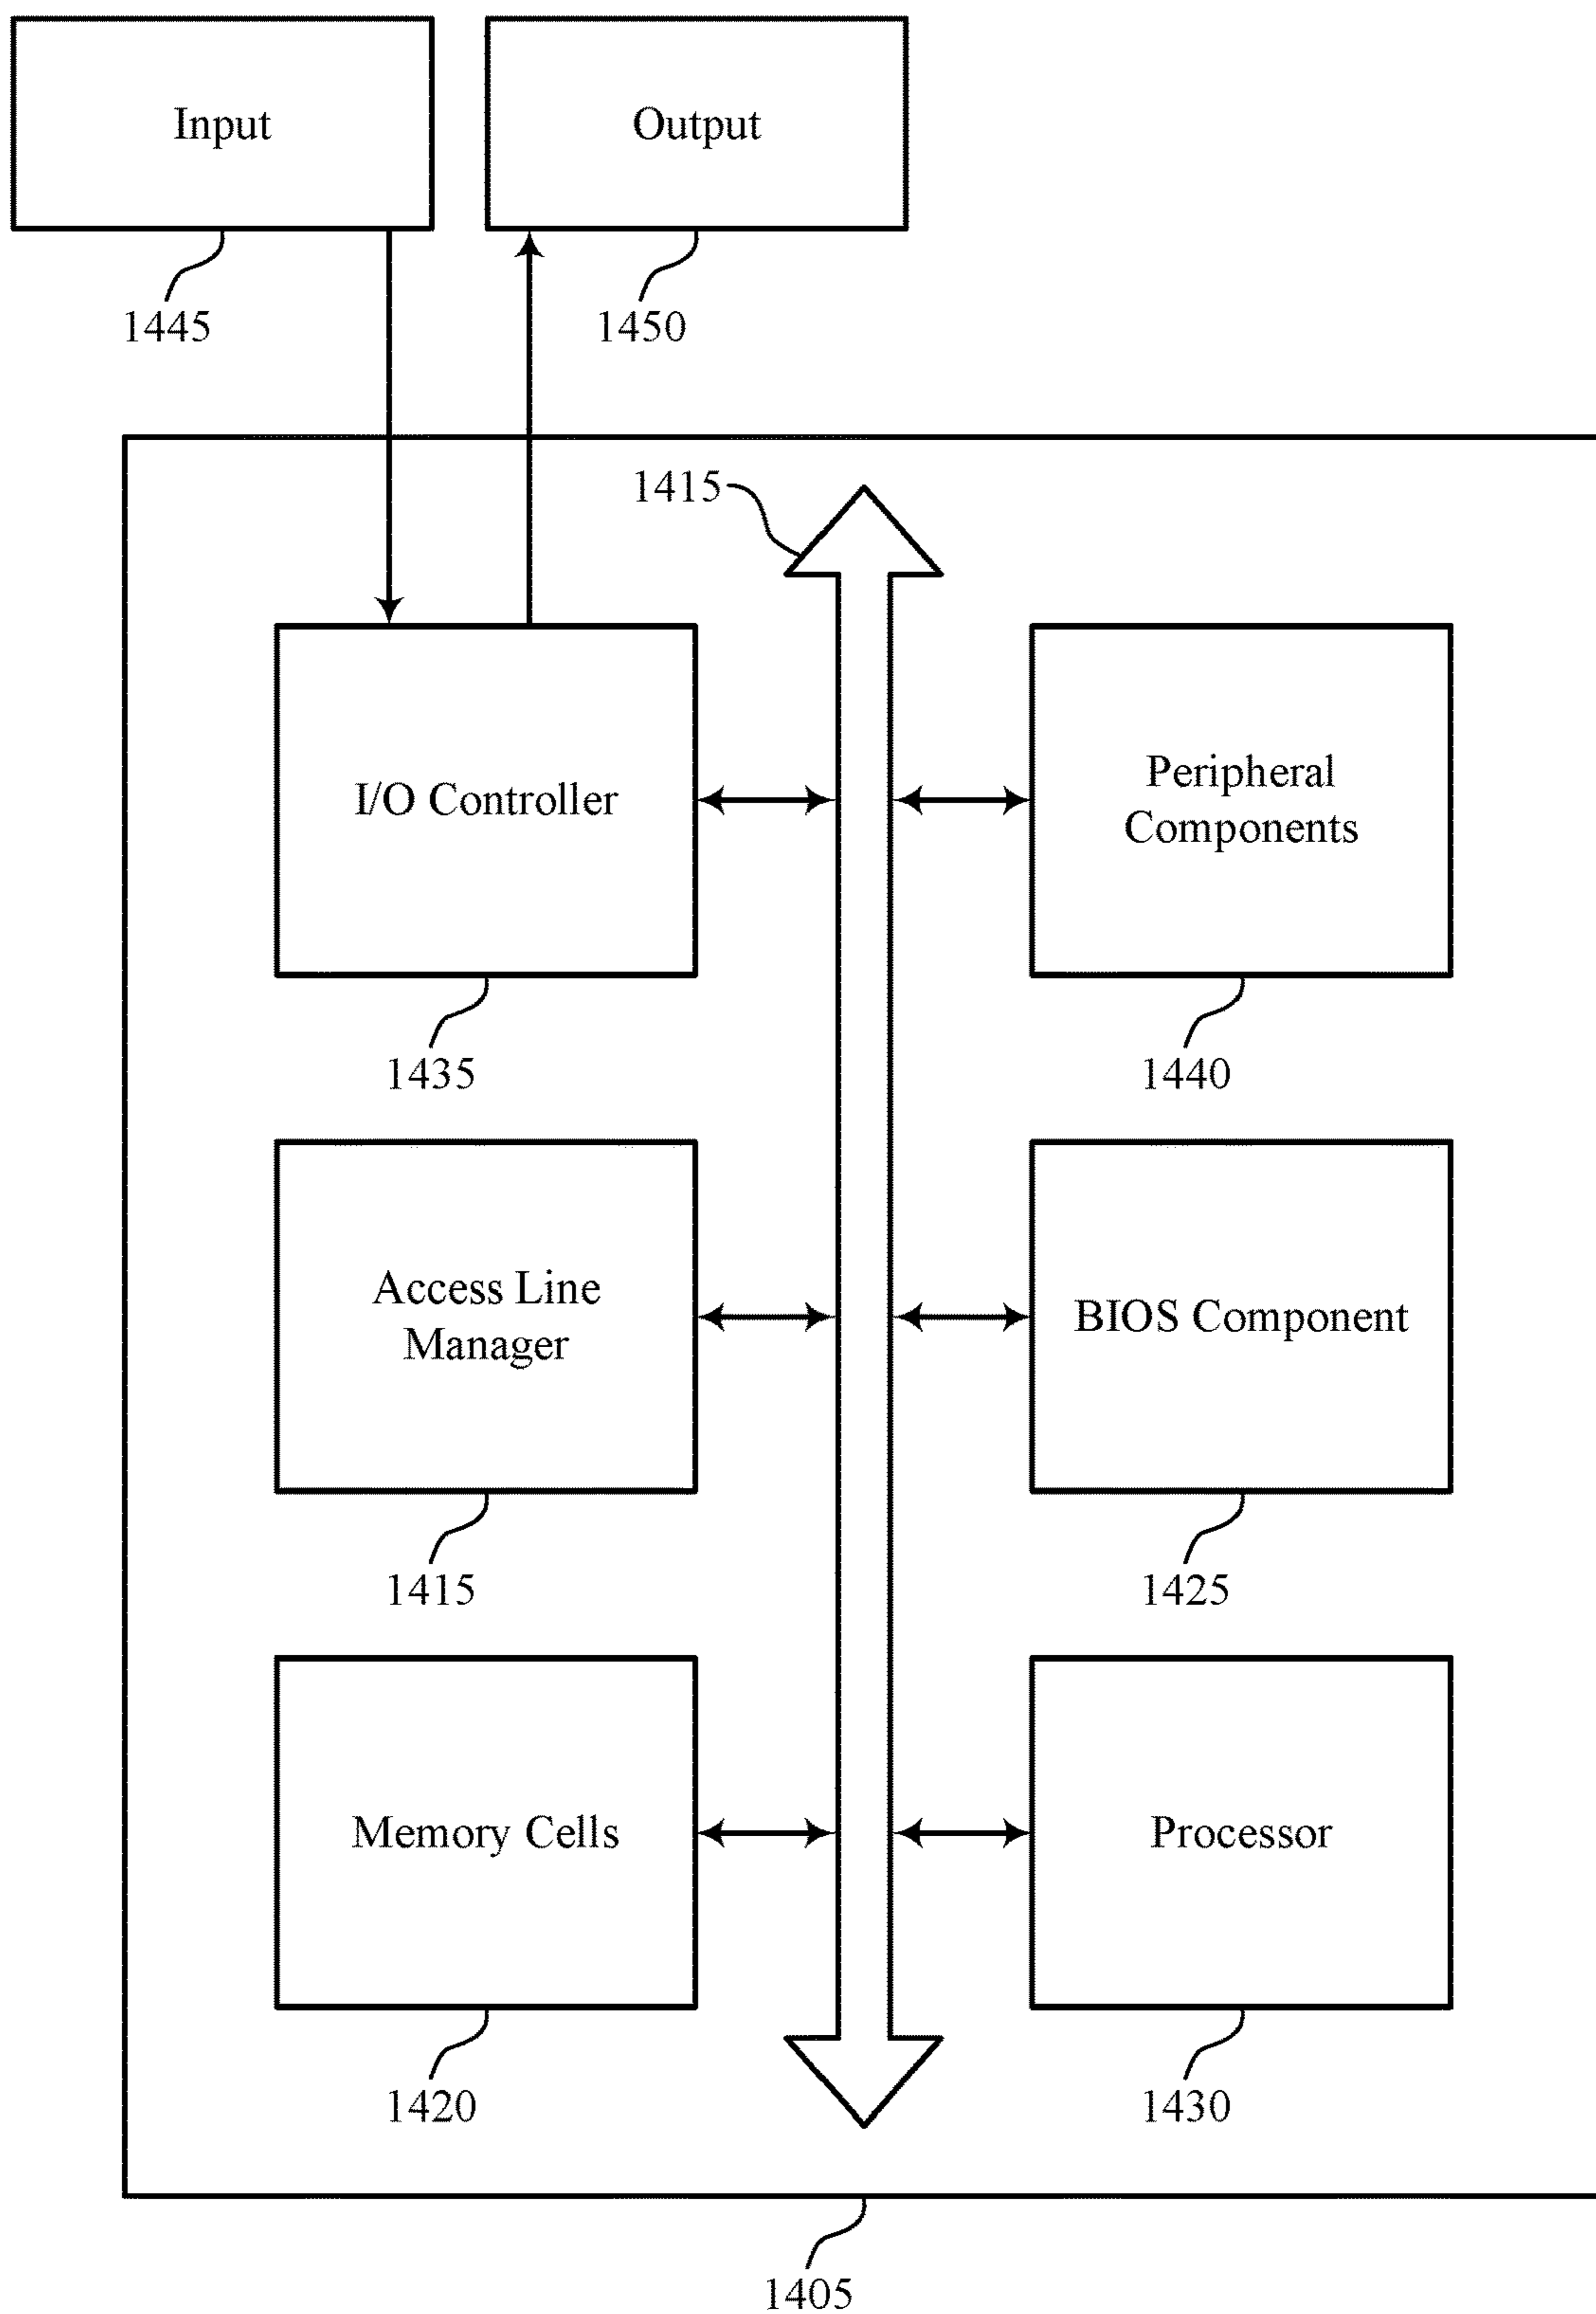 Input
Output
1445
1450
1415
I/O Controller
Peripheral
Components
1435
1440
Access Line
Manager
BIOS Component
1415
1425
Memory Cells
Processor
1420
1430
1405